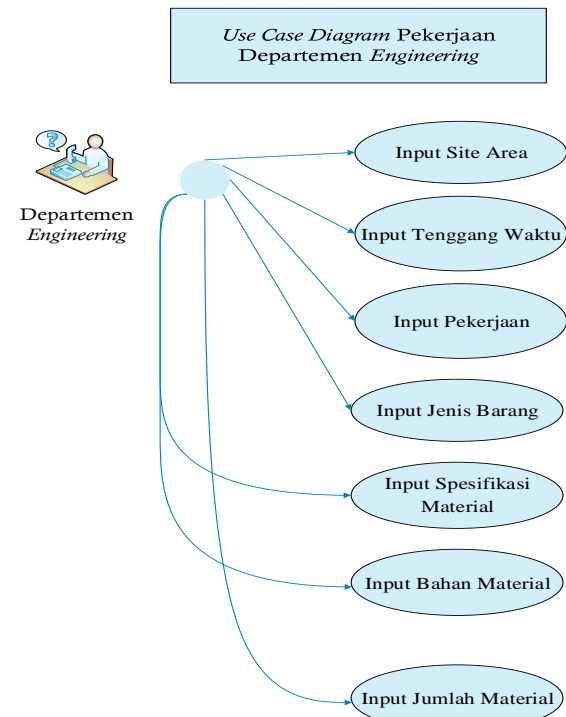 Use Case Diagram Pekerjaan
Departemen Engineering
Departemen
Engineering
Input Site Area
Input Tenggang Waktu
Input Pekerjaan
Input Jenis Barang
Input Spesifikasi
Material
Input Bahan Material
Input Jumlah Material